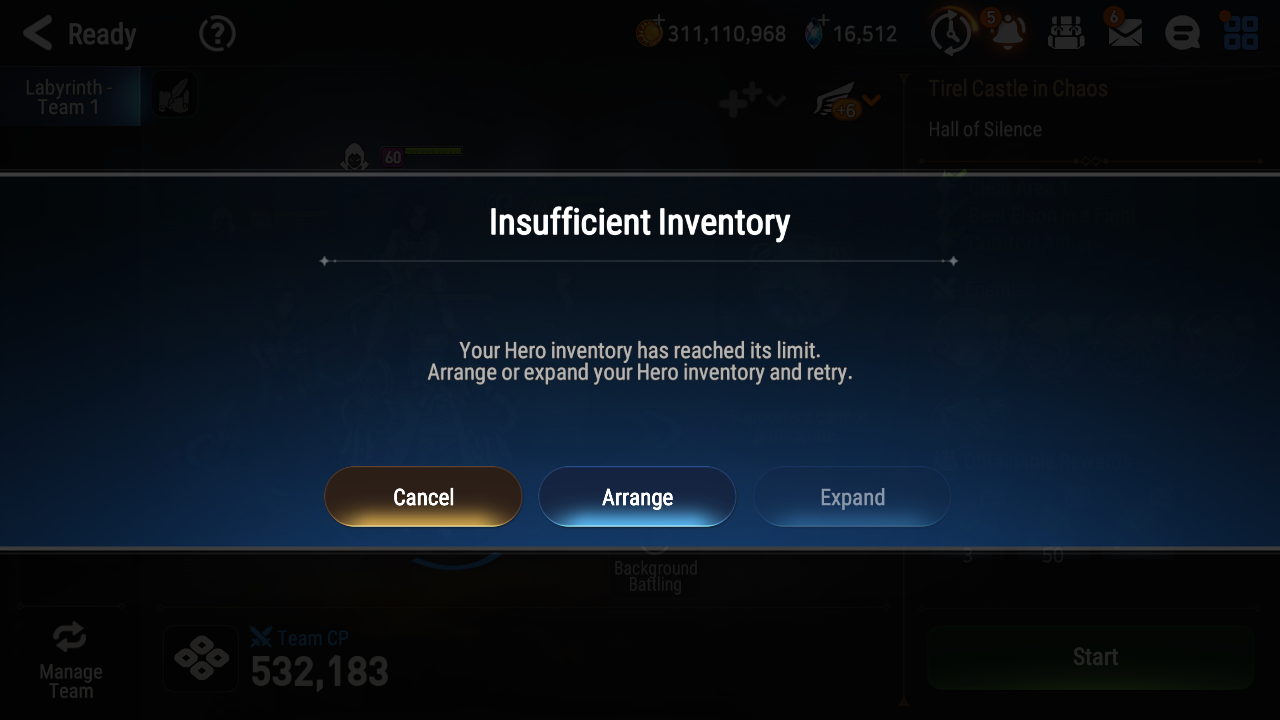 Ready
311,110,968
16,512
5
6
Labyrinth -
Team 1
+6
Tirel Castle in Chaos
Hall of Silence
60
Insufficient Inventory
Your Hero inventory has reached its limit.
Arrange or expand your Hero inventory and retry.
Cancel
Arrange
Expand
3
50
Background
Battling
Manage
Team
Team CP
532,183
Start